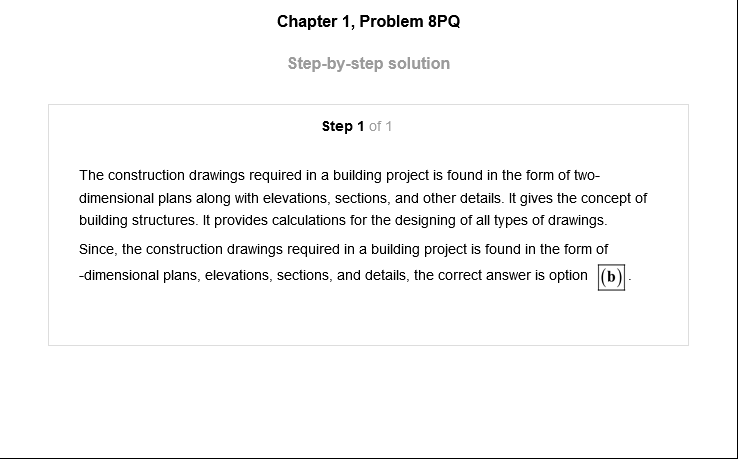 Chapter 1, Problem 8PQ
Step-by-step solution
Step 1 of 1
The construction drawings required in a building project is found in the form of two-
dimensional plans along with elevations, sections, and other details. It gives the concept of
building structures. It provides calculations for the designing of all types of drawings.
Since, the construction drawings required in a building project is found in the form of
-dimensional plans, elevations, sections, and details, the correct answer is option (b).